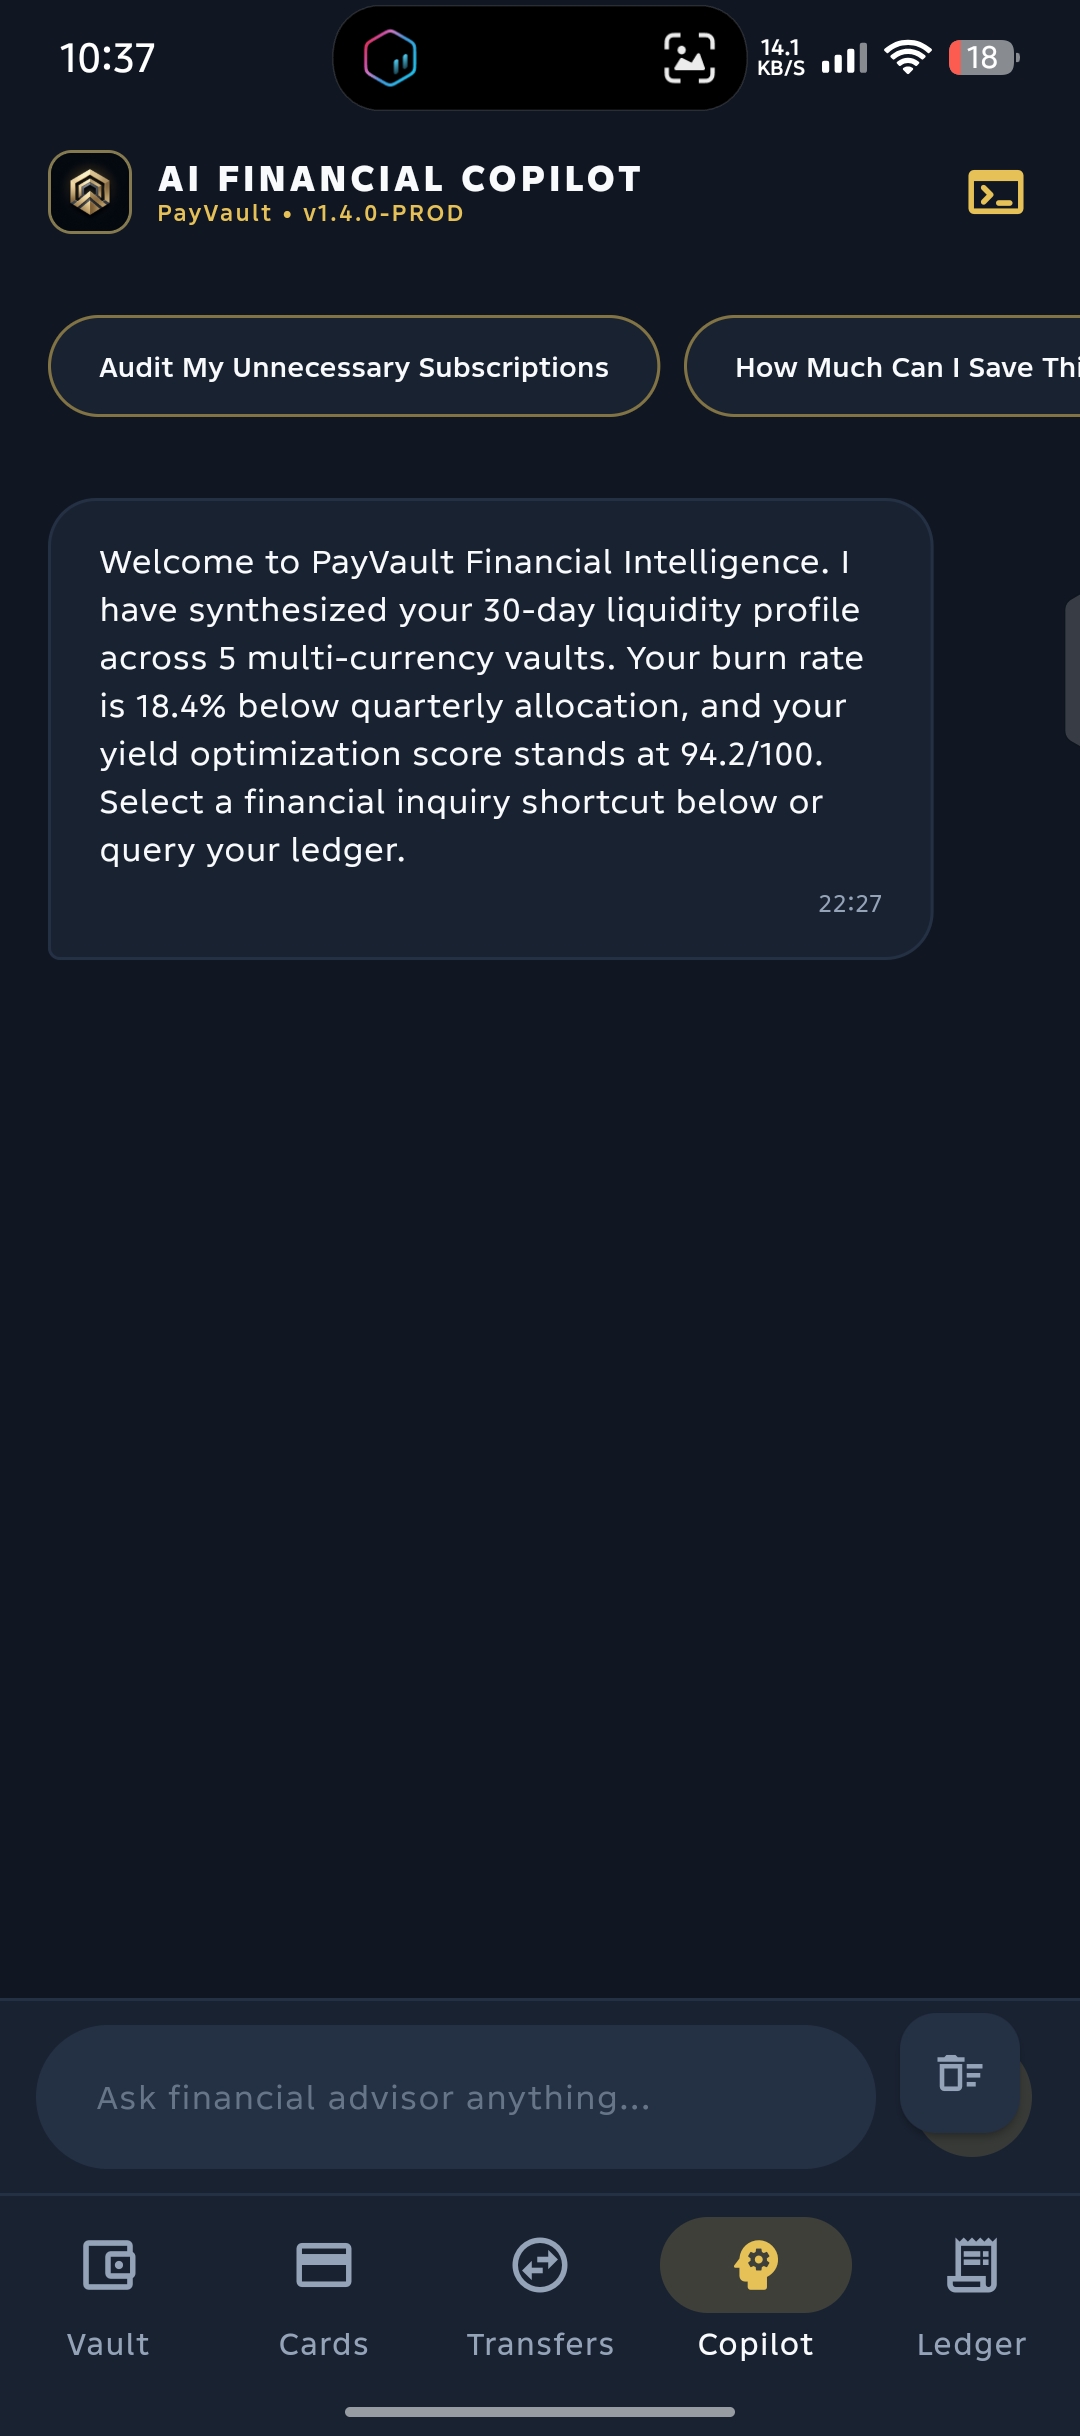 10:37
14.1
KB/S
18
AI FINANCIAL COPILOT
PayVault • v1.4.0-PROD
Audit My Unnecessary Subscriptions
How Much Can I Save
Welcome to PayVault Financial Intelligence. I
have synthesized your 30-day liquidity profile
across 5 multi-currency vaults. Your burn rate
is 18.4% below quarterly allocation, and your
yield optimization score stands at 94.2/100.
Select a financial inquiry shortcut below or
query your ledger.
22:27
Ask financial advisor anything...
Vault
Cards
Transfers
Copilot
Ledger